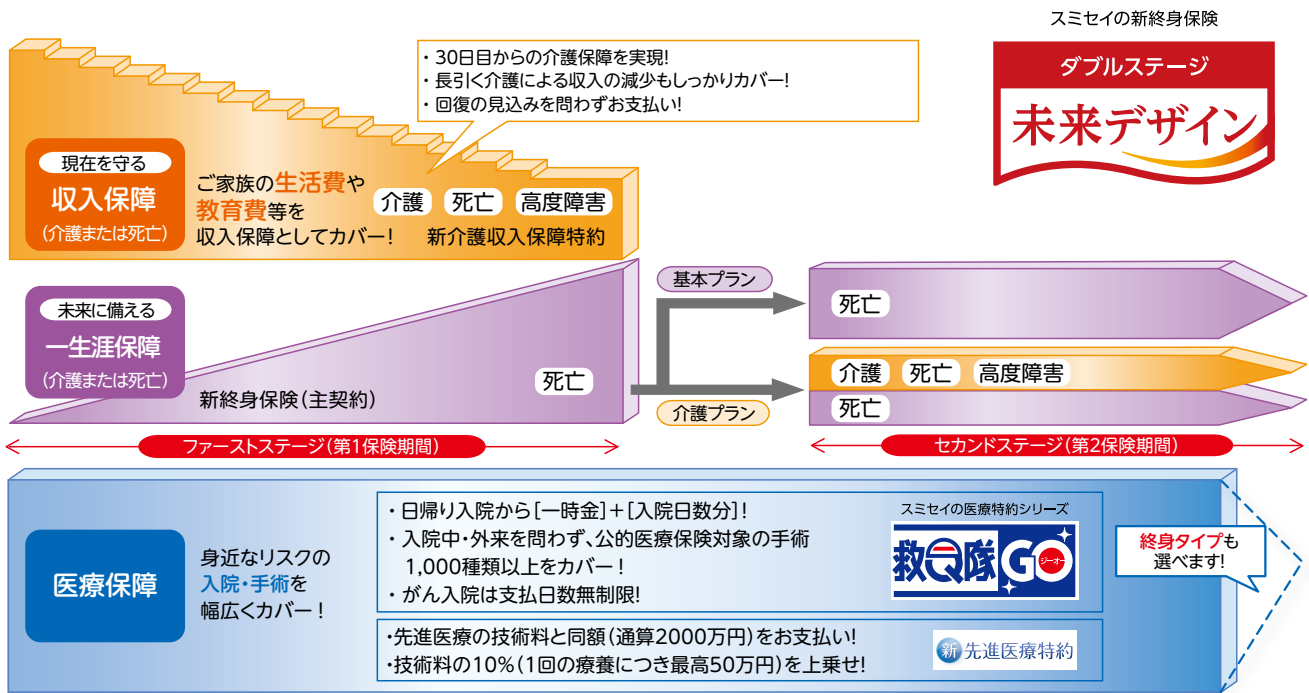 スミセイの新終身保険
ダブルステージ
未来デザイン
・30日目からの介護保障を実現!
・長引く介護による収入の減少もしっかりカバー!
・回復の見込みを問わずお支払い!
現在を守る
収入保障
(介護または死亡)
ご家族の生活費や
教育費等を
収入保障としてカバー!
介護 死亡 高度障害
新介護収入保障特約
未来に備える
一生涯保障
(介護または死亡)
新終身保険(主契約)
死亡
基本プラン
介護プラン
死亡
介護 死亡 高度障害
死亡
ファーストステージ(第1保険期間)
セカンドステージ(第2保険期間)
医療保障
身近なリスクの
入院・手術を
幅広くカバー!
・日帰り入院から[一時金]+[入院日数分]!
・入院中・外来を問わず、公的医療保険対象の手術
1,000種類以上をカバー!
・がん入院は支払日数無制限!
スミセイの医療特約シリーズ
救Q隊GO
ジーオー
終身タイプも
選べます!
・先進医療の技術料と同額(通算2000万円)をお支払い!
・技術料の10%(1回の療養につき最高50万円)を上乗せ!
新 先進医療特約